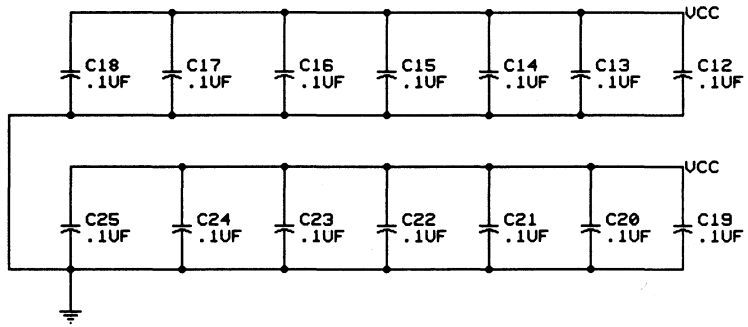 VCC
C18 C17 C16 C15 C14 C13 C12
.1UF .1UF .1UF .1UF .1UF .1UF .1UF
VCC
C25 C24 C23 C22 C21 C20 C19
.1UF .1UF .1UF .1UF .1UF .1UF .1UF